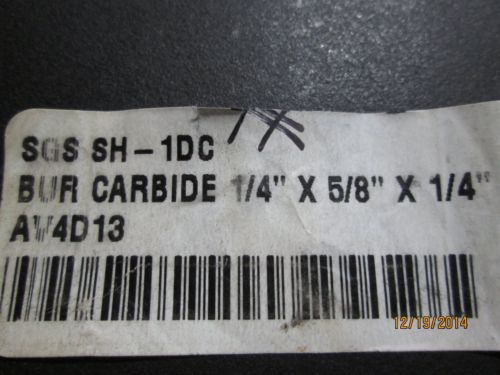 SGS SH-1DC
BUR CARBIDE 1/4" X 5/8" X 1/4"
AV4D13
12/19/2014